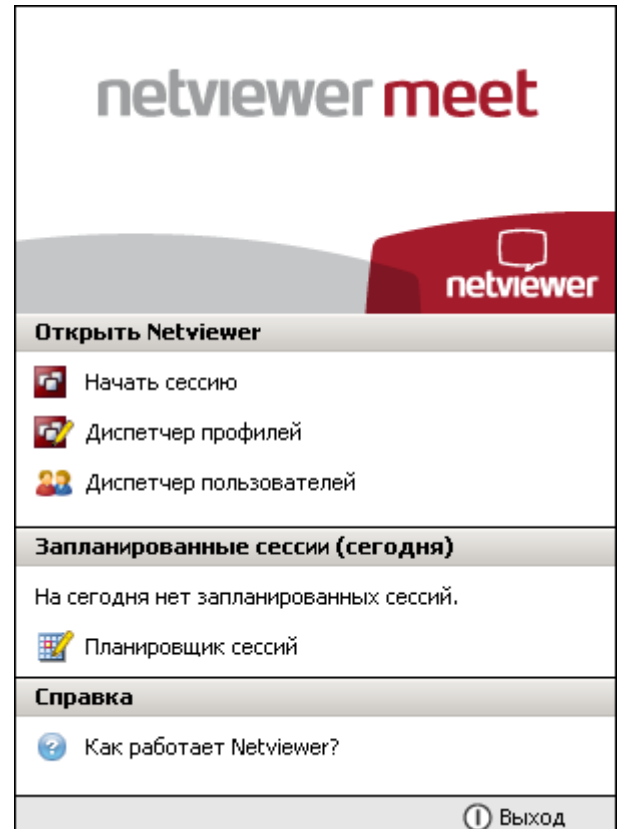 netviewer meet
netviewer
Открыть Netviewer
Начать сессию
Диспетчер профилей
Диспетчер пользователей
Запланированные сессии (сегодня)
На сегодня нет запланированных сессий.
Планировщик сессий
Справка
Как работает Netviewer?
Выход